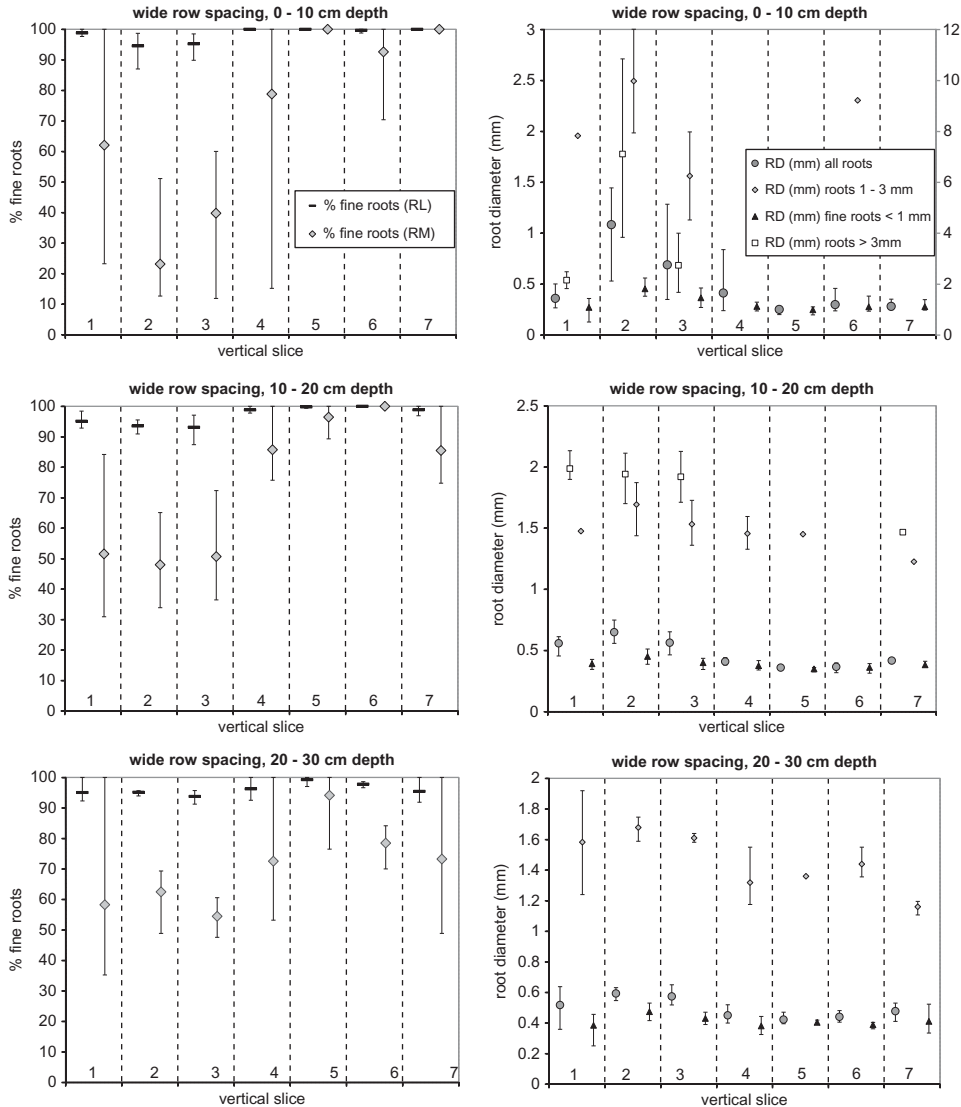 wide row spacing, 0 - 10 cm depth
100
90
80
70
60
50
40
30
20
10
0
% fine roots
% fine roots (RL)
% fine roots (RM)
1 2 3 4 5 6 7
vertical slice
wide row spacing, 0 - 10 cm depth
3
2.5
2
1.5
1
0.5
0
root diameter (mm)
12
10
8
6
4
2
0
RD (mm) all roots
RD (mm) roots 1 - 3 mm
RD (mm) fine roots < 1 mm
RD (mm) roots > 3mm
1 2 3 4 5 6 7
vertical slice
wide row spacing, 10 - 20 cm depth
100
90
80
70
60
50
40
30
20
10
0
% fine roots
1 2 3 4 5 6 7
vertical slice
wide row spacing, 10 - 20 cm depth
2.5
2
1.5
1
0.5
0
root diameter (mm)
1 2 3 4 5 6 7
vertical slice
wide row spacing, 20 - 30 cm depth
100
90
80
70
60
50
40
30
20
10
0
% fine roots
1 2 3 4 5 6 7
vertical slice
wide row spacing, 20 - 30 cm depth
2
1.8
1.6
1.4
1.2
1
0.8
0.6
0.4
0.2
0
root diameter (mm)
1 2 3 4 5 6 7
vertical slice